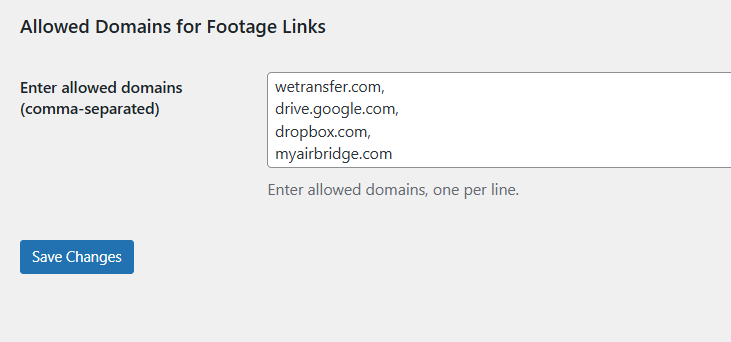 Allowed Domains for Footage Links
Enter allowed domains
(comma-separated)
wetransfer.com,
drive.google.com,
dropbox.com,
myairbridge.com
Enter allowed domains, one per line.
Save Changes